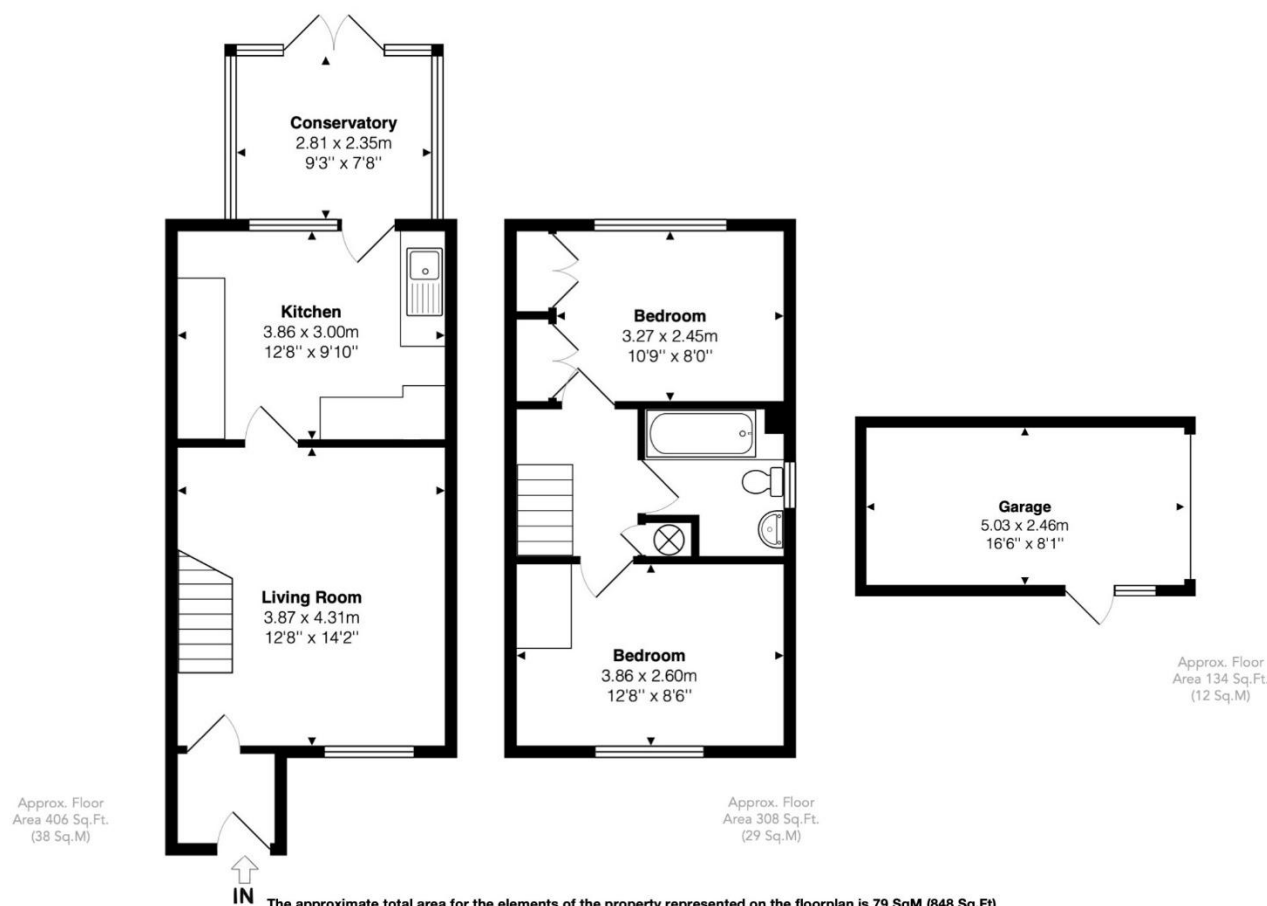 Conservatory
2.81 x 2.35m
9'3'' x 7'8''
Kitchen
3.86 x 3.00m
12'8'' x 9'10''
Living Room
3.87 x 4.31m
12'8'' x 14'2''
Approx. Floor
Area 406 Sq.Ft.
(38 Sq.M)
IN
Bedroom
3.27 x 2.45m
10'9'' x 8'0''
Bedroom
3.86 x 2.60m
12'8'' x 8'6''
Approx. Floor
Area 308 Sq.Ft.
(29 Sq.M)
Garage
5.03 x 2.46m
16'6'' x 8'1''
Approx. Floor
Area 134 Sq.Ft.
(12 Sq.M)
The approximate total area for the elements of the property represented on the floorplan is 79 SqM (848 Sq.Ft)